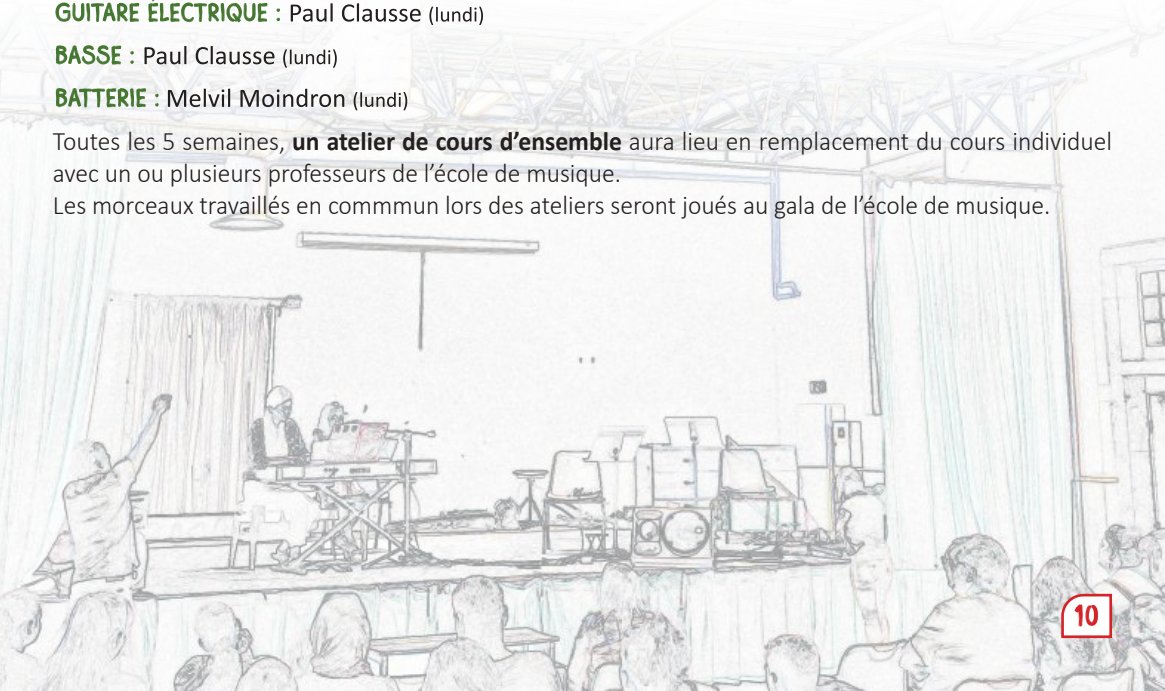 GUITARE ÉLECTRIQUE : Paul Clausse (lundi)
BASSE : Paul Clausse (lundi)
BATTERIE : Melvil Moindron (lundi)
Toutes les 5 semaines, un atelier de cours d’ensemble aura lieu en remplacement du cours individuel
avec un ou plusieurs professeurs de l’école de musique.
Les morceaux travaillés en commmun lors des ateliers seront joués au gala de l’école de musique.
10